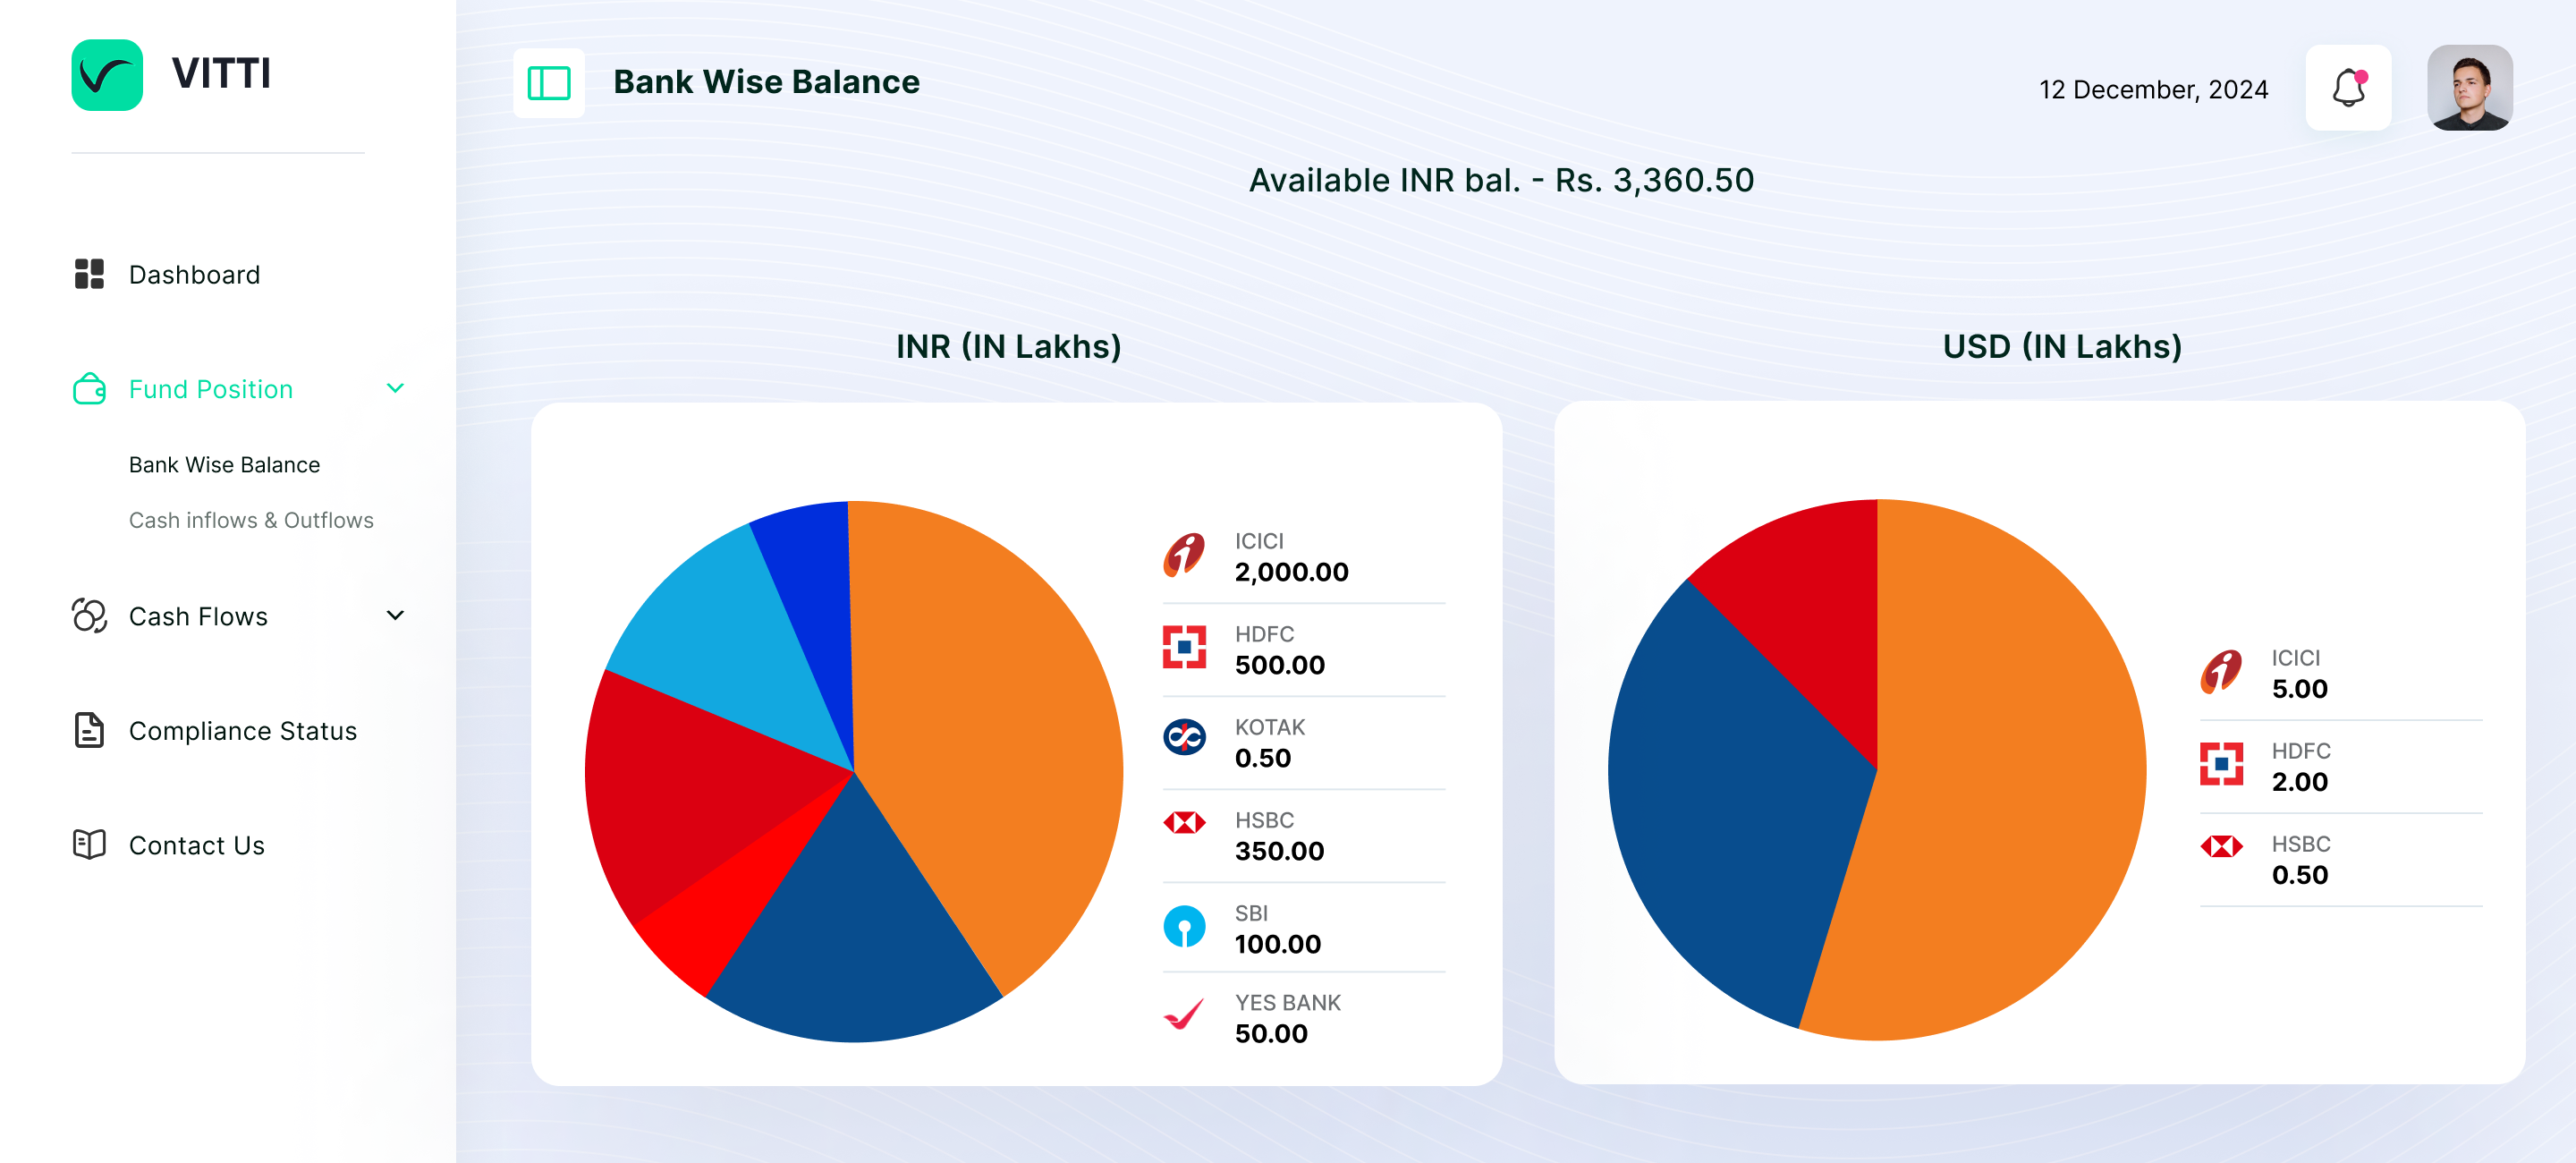 VITTI
Dashboard
Fund Position
Bank Wise Balance
Cash inflows & Outflows
Cash Flows
Compliance Status
Contact Us
Bank Wise Balance
12 December, 2024
Available INR bal. - Rs. 3,360.50
INR (IN Lakhs)
ICICI
2,000.00
HDFC
500.00
KOTAK
0.50
HSBC
350.00
SBI
100.00
YES BANK
50.00
USD (IN Lakhs)
ICICI
5.00
HDFC
2.00
HSBC
0.50